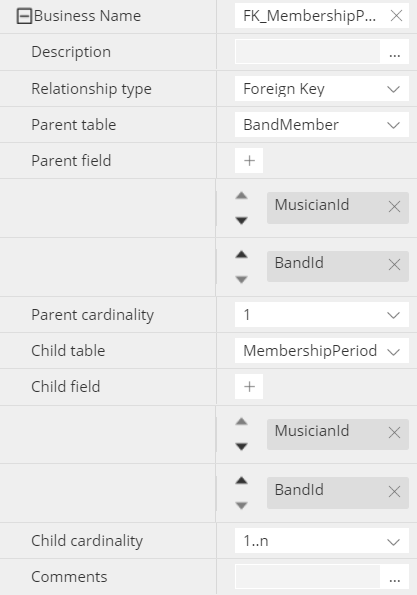 Business Name FK_MembershipP...
Description ...
Relationship type Foreign Key
Parent table BandMember
Parent field +
MusicianId
BandId
Parent cardinality 1
Child table MembershipPeriod
Child field +
MusicianId
BandId
Child cardinality 1..n
Comments ...